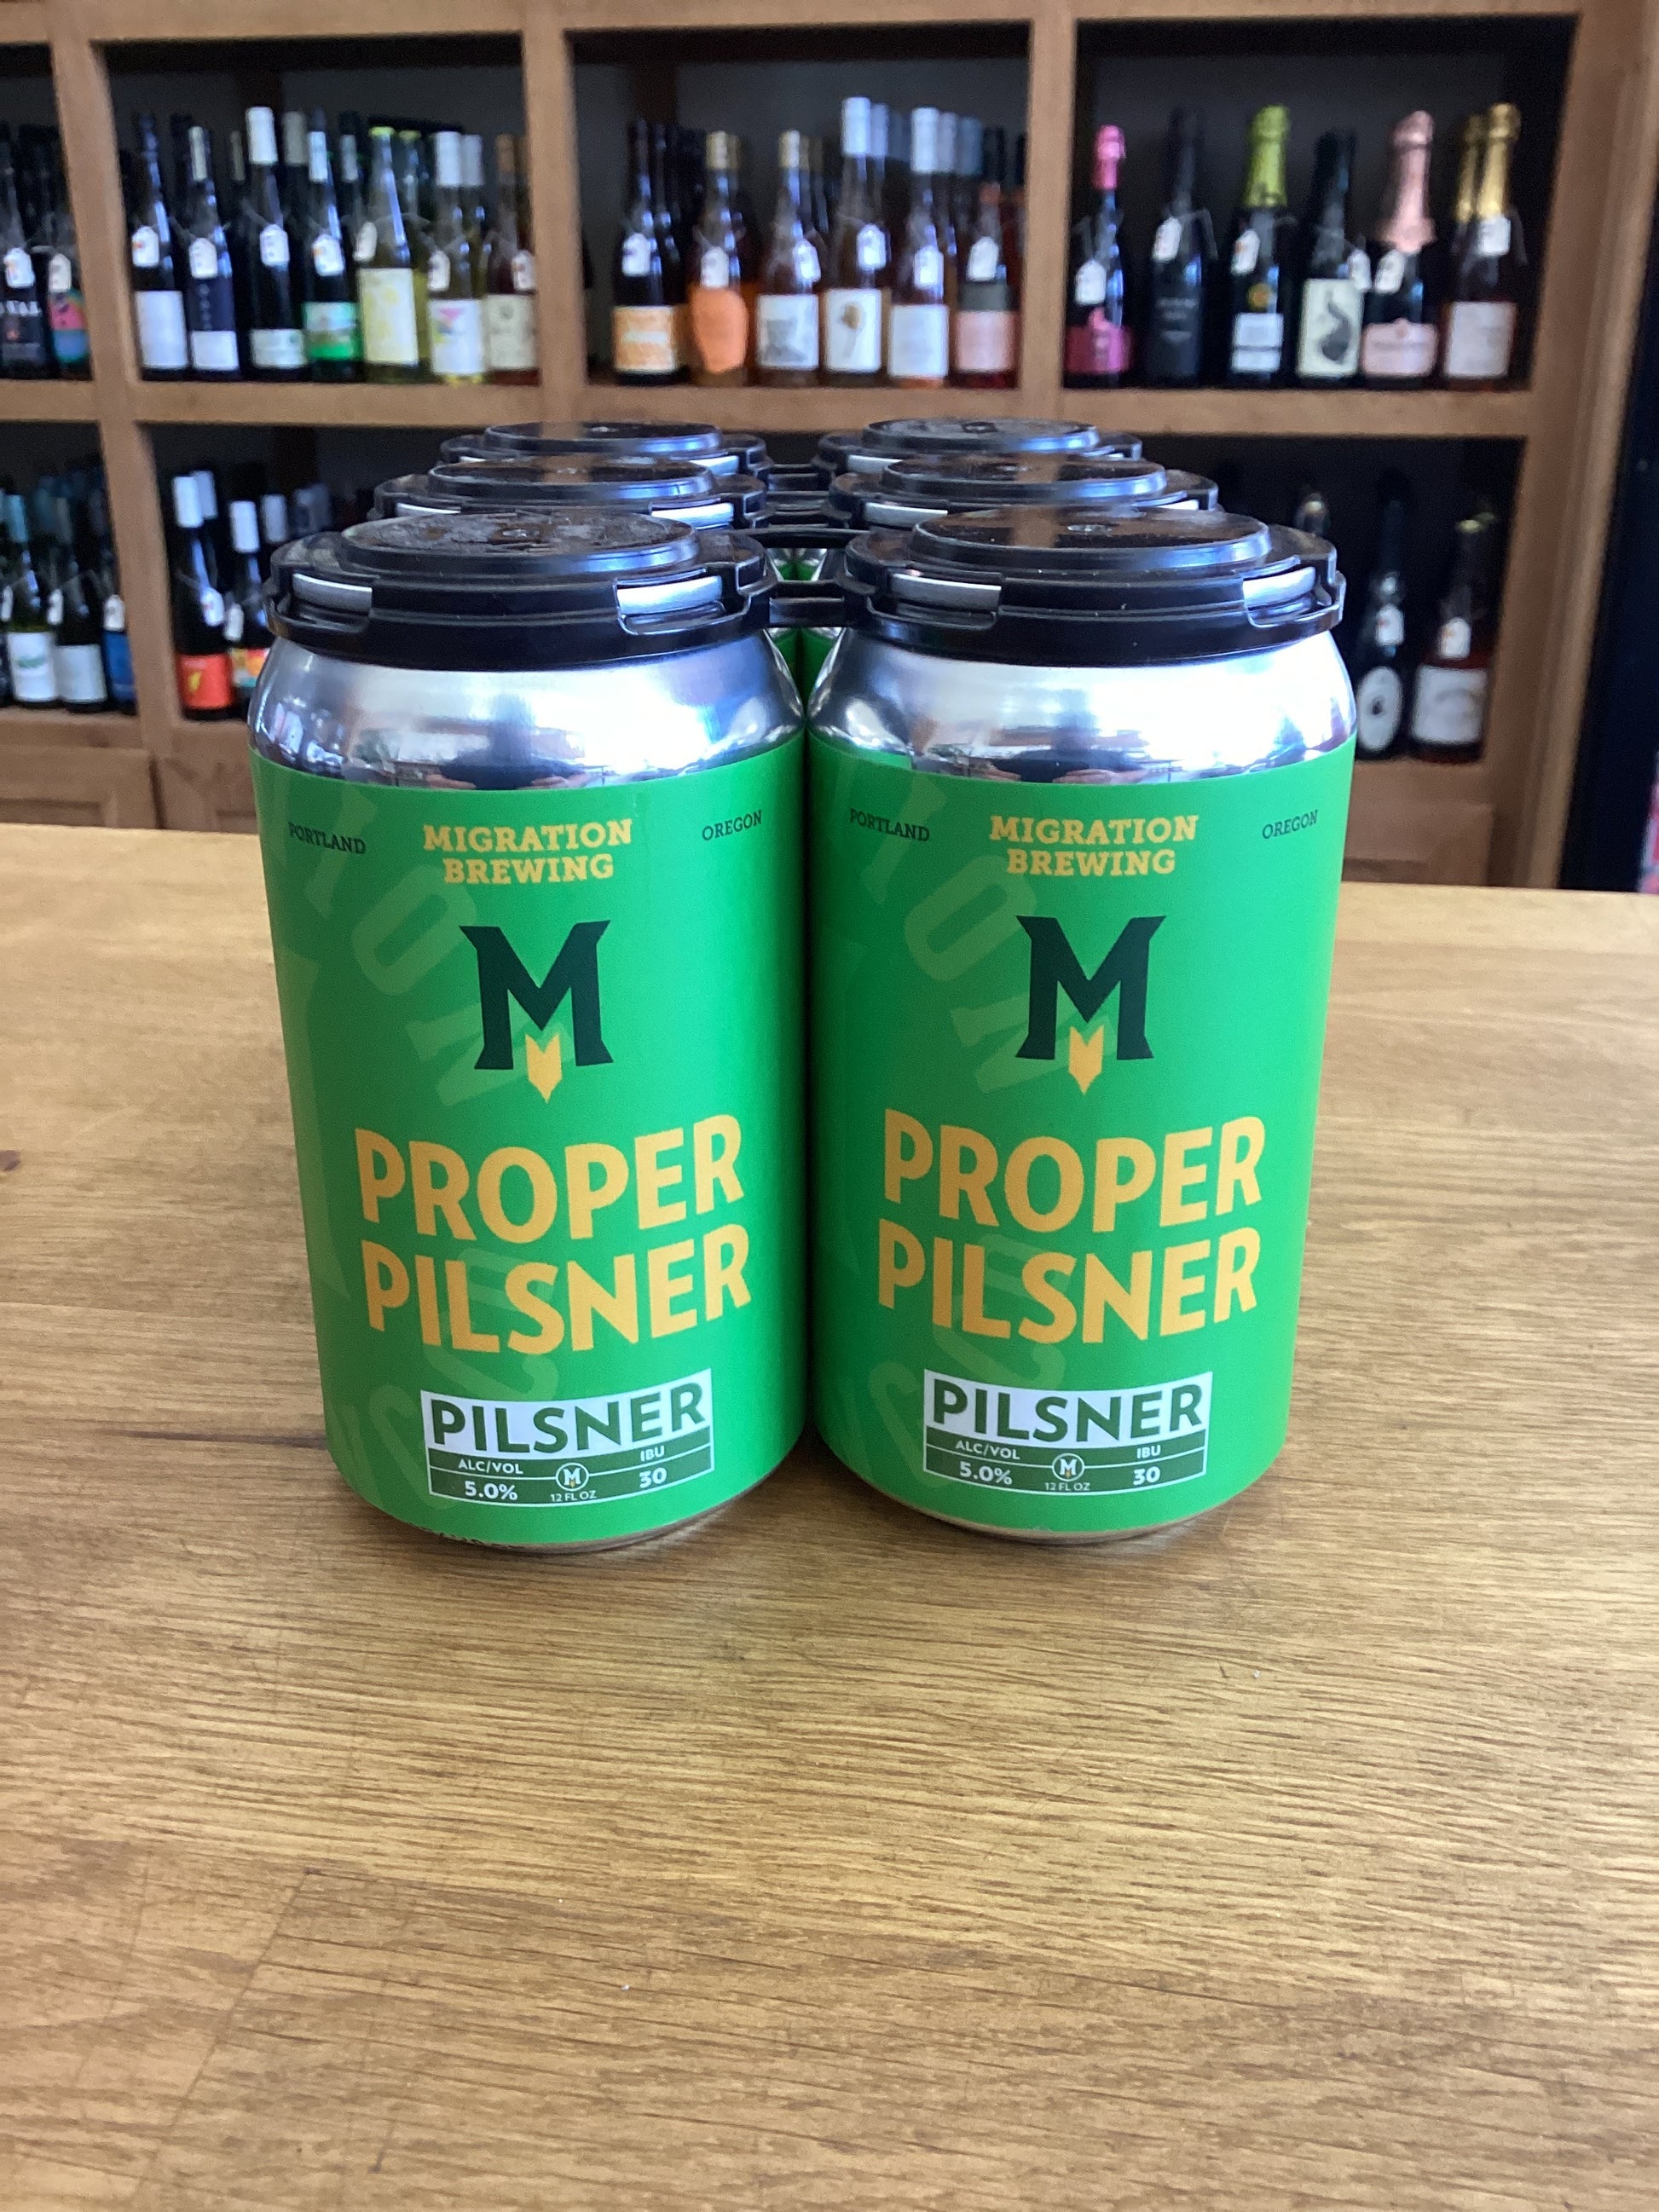 PORTLAND
MIGRATION
BREWING
OREGON
M
PROPER
PILSNER
PILSNER
ALC/VOL
IBU
5.0%
M
12 FL OZ
30
PORTLAND
MIGRATION
BREWING
OREGON
M
PROPER
PILSNER
PILSNER
ALC/VOL
IBU
5.0%
M
12 FL OZ
30